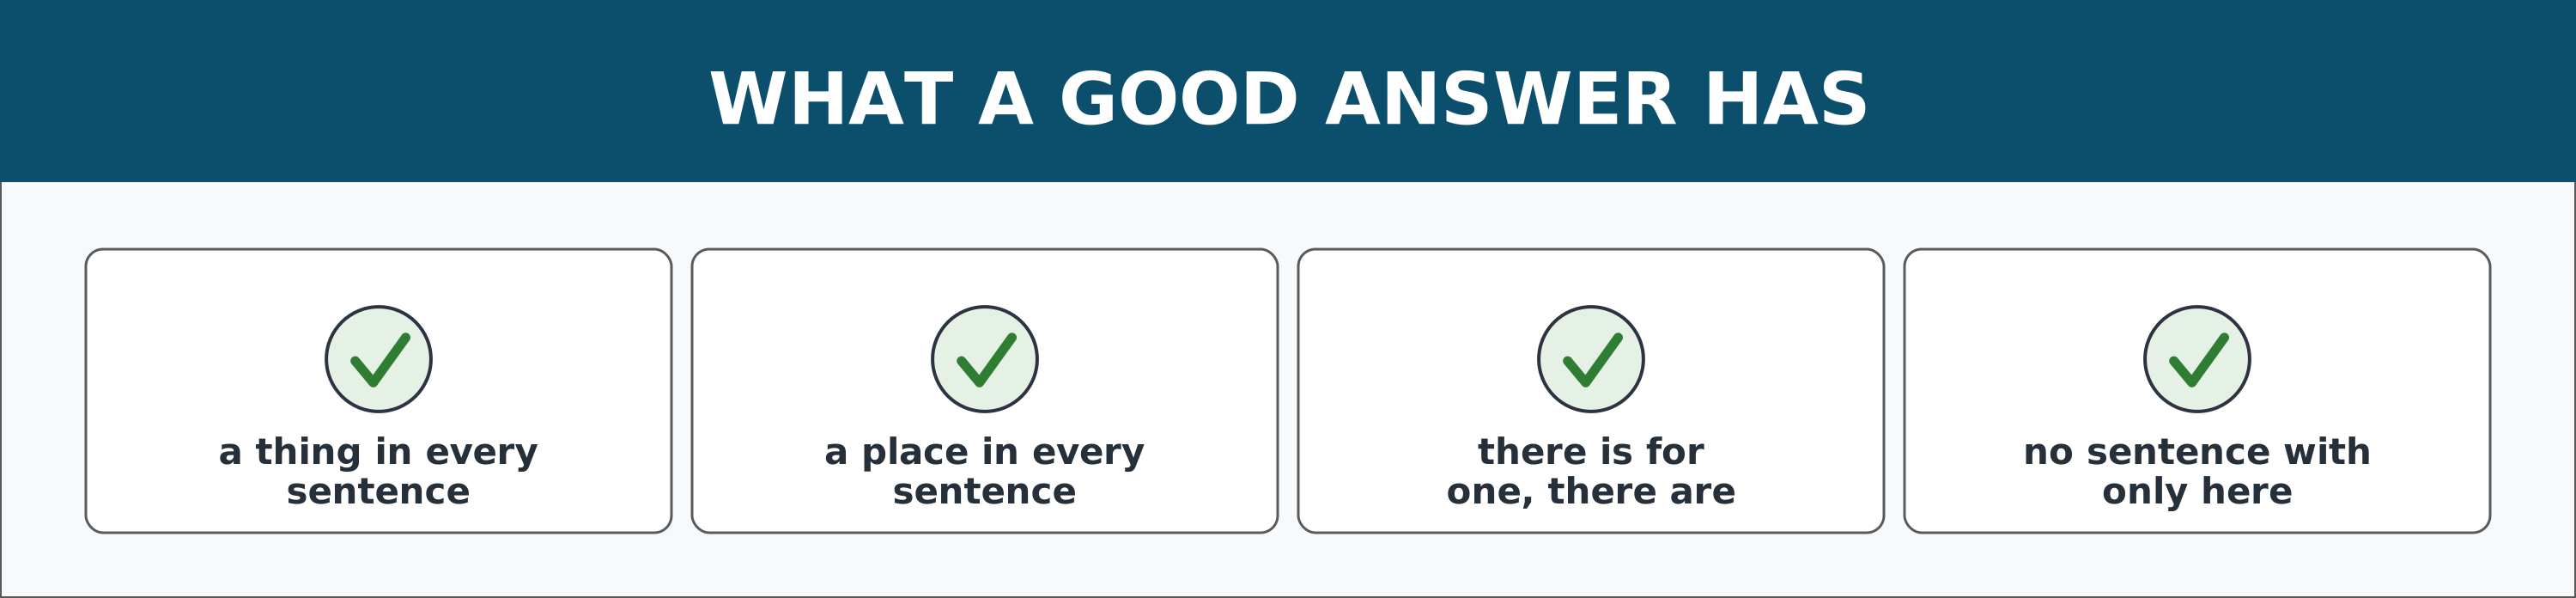 WHAT A GOOD ANSWER HAS
a thing in every
sentence
a place in every
sentence
there is for
one, there are
no sentence with
only here